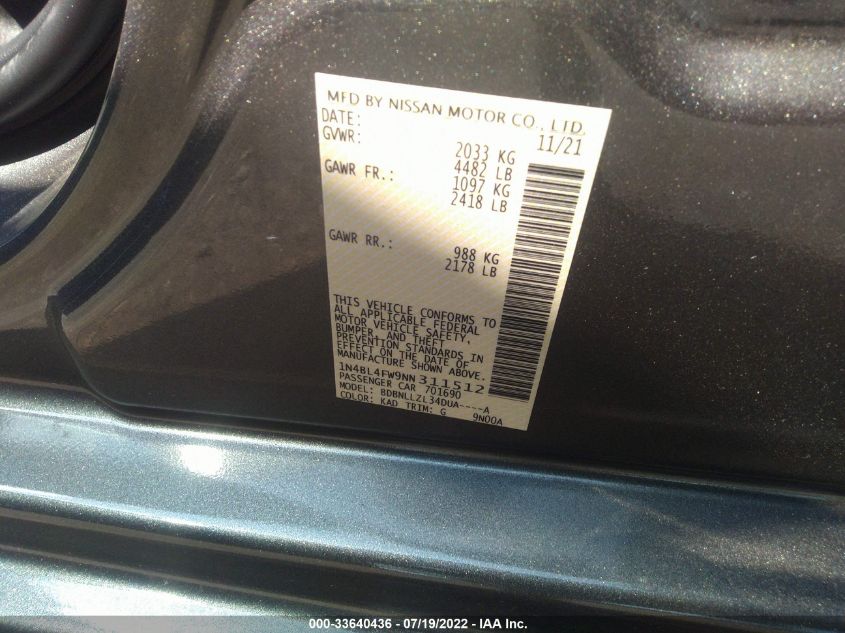 MFD BY NISSAN MOTOR CO., LTD.
DATE: 11/21
GVWR: 2033 KG
4482 LB
GAWR FR.: 1097 KG
2418 LB
GAWR RR.: 988 KG
2178 LB
THIS VEHICLE CONFORMS TO
ALL APPLICABLE FEDERAL
MOTOR VEHICLE SAFETY,
BUMPER, AND THEFT
PREVENTION STANDARDS IN
EFFECT ON THE DATE OF
MANUFACTURE SHOWN ABOVE.
1N4BL4FW9NN311512
PASSENGER CAR 701690
MODEL: BDBNLLZL34DUA----A
COLOR: KAD TRIM: G 9N00A
000-33640436 - 07/19/2022 - IAA Inc.